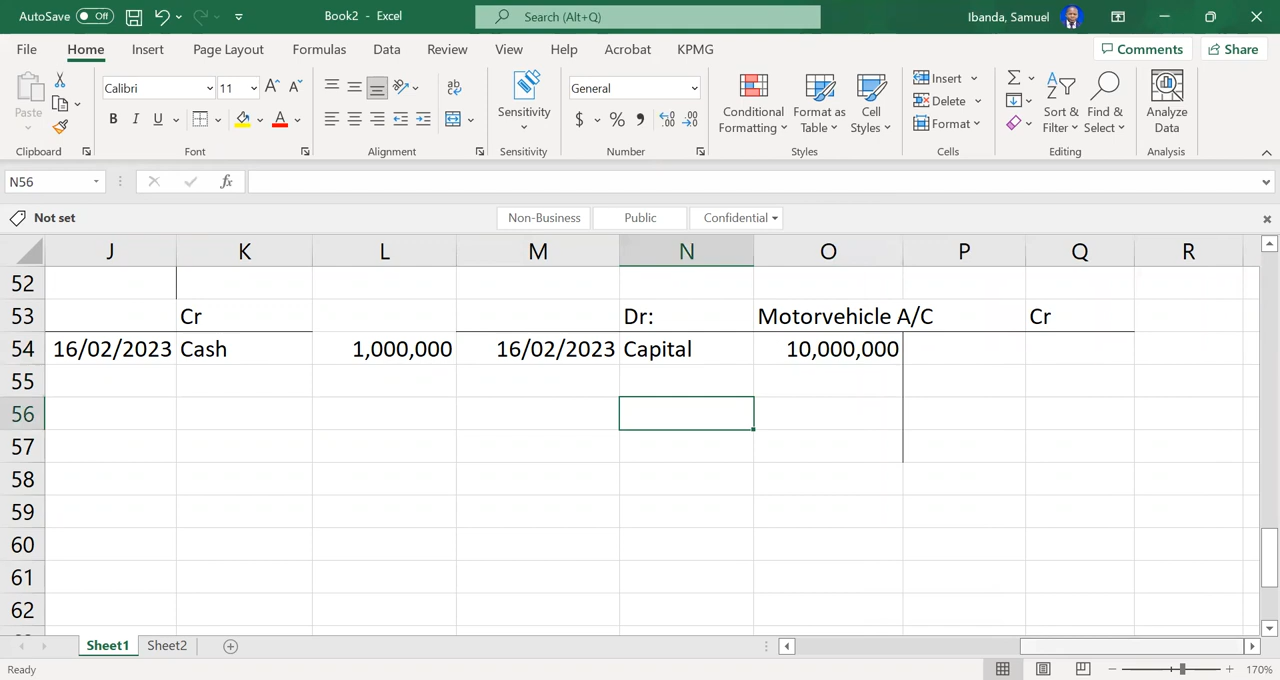 AutoSave Off Book2 - Excel Search (Alt+Q) Ibanda, Samuel
File Home Insert Page Layout Formulas Data Review View Help Acrobat KPMG Comments Share
Paste Calibri 11 A A ab Sensitivity General Conditional Formatting Format as Table Cell Styles Insert Delete Format Sort & Filter Find & Select Analyze Data
B I U A $ % 9 .00
Clipboard Font Alignment Sensitivity Number Styles Cells Editing Analysis
N56 fx
Not set Non-Business Public Confidential
J K L M N O P Q R
52
53 Cr Dr: Motorvehicle A/C Cr
54 16/02/2023 Cash 1,000,000 16/02/2023 Capital 10,000,000
55
56
57
58
59
60
61
62
Sheet1 Sheet2
Ready 170%